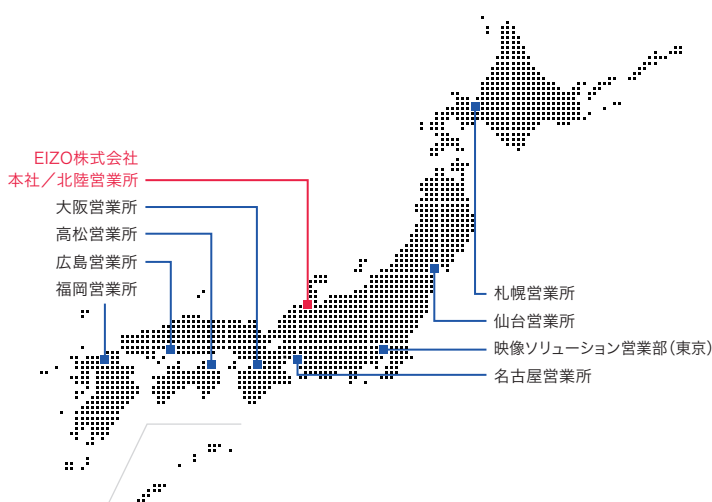 EIZO株式会社
本社／北陸営業所
大阪営業所
高松営業所
広島営業所
福岡営業所
札幌営業所
仙台営業所
映像ソリューション営業部（東京）
名古屋営業所